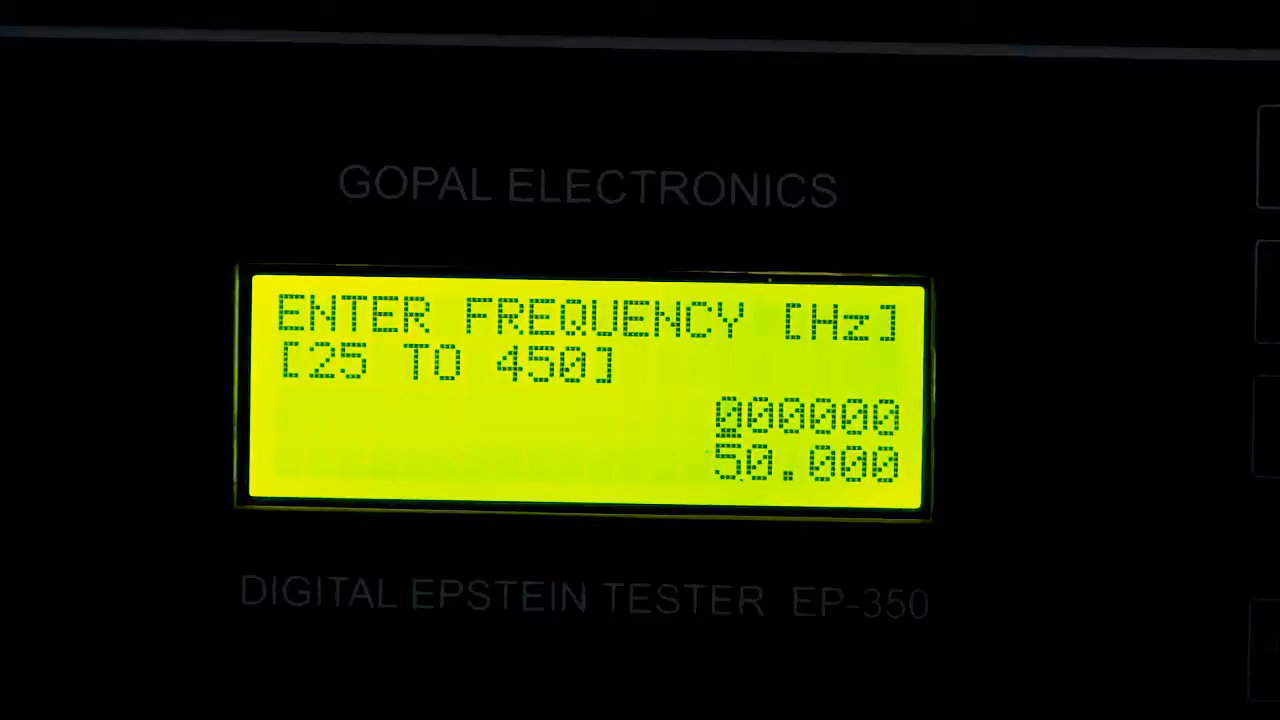 GOPAL ELECTRONICS
ENTER FREQUENCY [Hz]
[25 TO 450]
000000
50.000
DIGITAL EPSTEIN TESTER EP-350